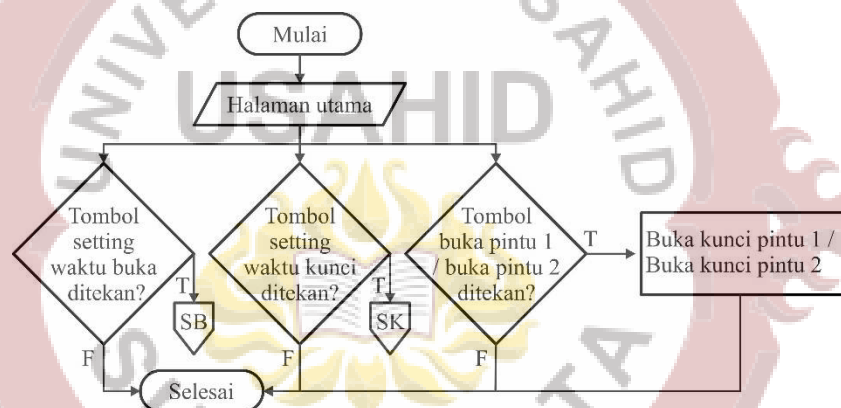 Mulai
USAHID
Halaman utama
Tombol
setting
waktu buka
ditekan?
T
SB
F
Tombol
setting
waktu kunci
ditekan?
T
SK
F
Tombol
buka pintu 1
/ buka pintu 2
ditekan?
T
F
Buka kunci pintu 1 /
Buka kunci pintu 2
Selesai